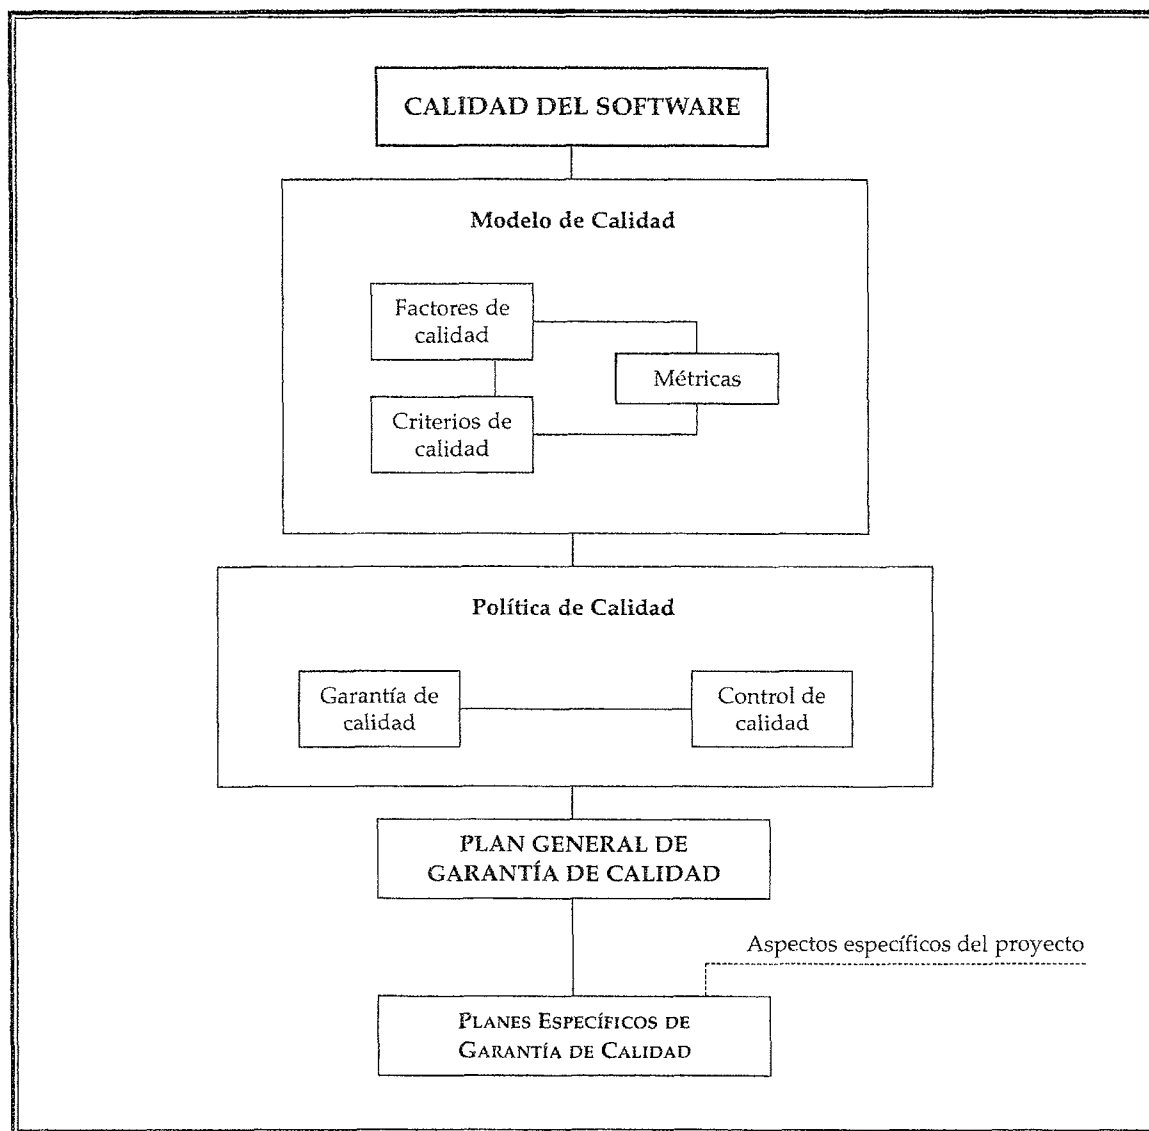 CALIDAD DEL SOFTWARE
Modelo de Calidad
Factores de
calidad
Métricas
Criterios de
calidad
Política de Calidad
Garantía de
calidad
Control de
calidad
PLAN GENERAL DE
GARANTÍA DE CALIDAD
Aspectos específicos del proyecto
PLANES ESPECÍFICOS DE
GARANTÍA DE CALIDAD